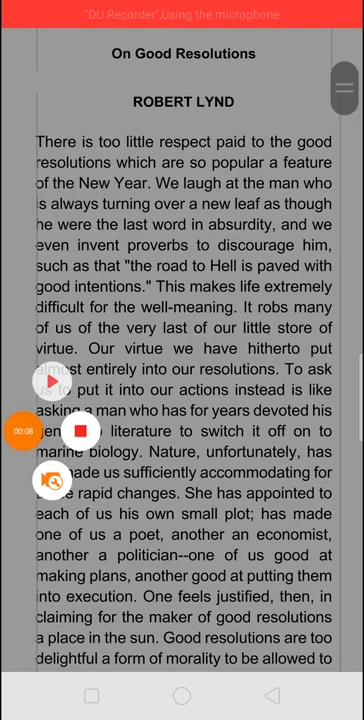 "DU Recorder",Using the microphone
On Good Resolutions
ROBERT LYND
There is too little respect paid to the good
resolutions which are so popular a feature
of the New Year. We laugh at the man who
is always turning over a new leaf as though
he were the last word in absurdity, and we
even invent proverbs to discourage him,
such as that "the road to Hell is paved with
good intentions." This makes life extremely
difficult for the well-meaning. It robs many
of us of the very last of our little store of
virtue. Our virtue we have hitherto put
almost entirely into our resolutions. To ask
us to put it into our actions instead is like
asking a man who has for years devoted his
literature to switch it off on to
00:08
marine biology. Nature, unfortunately, has
made us sufficiently accommodating for
rapid changes. She has appointed to
each of us his own small plot; has made
one of us a poet, another an economist,
another a politician--one of us good at
making plans, another good at putting them
into execution. One feels justified, then, in
claiming for the maker of good resolutions
a place in the sun. Good resolutions are too
delightful a form of morality to be allowed to